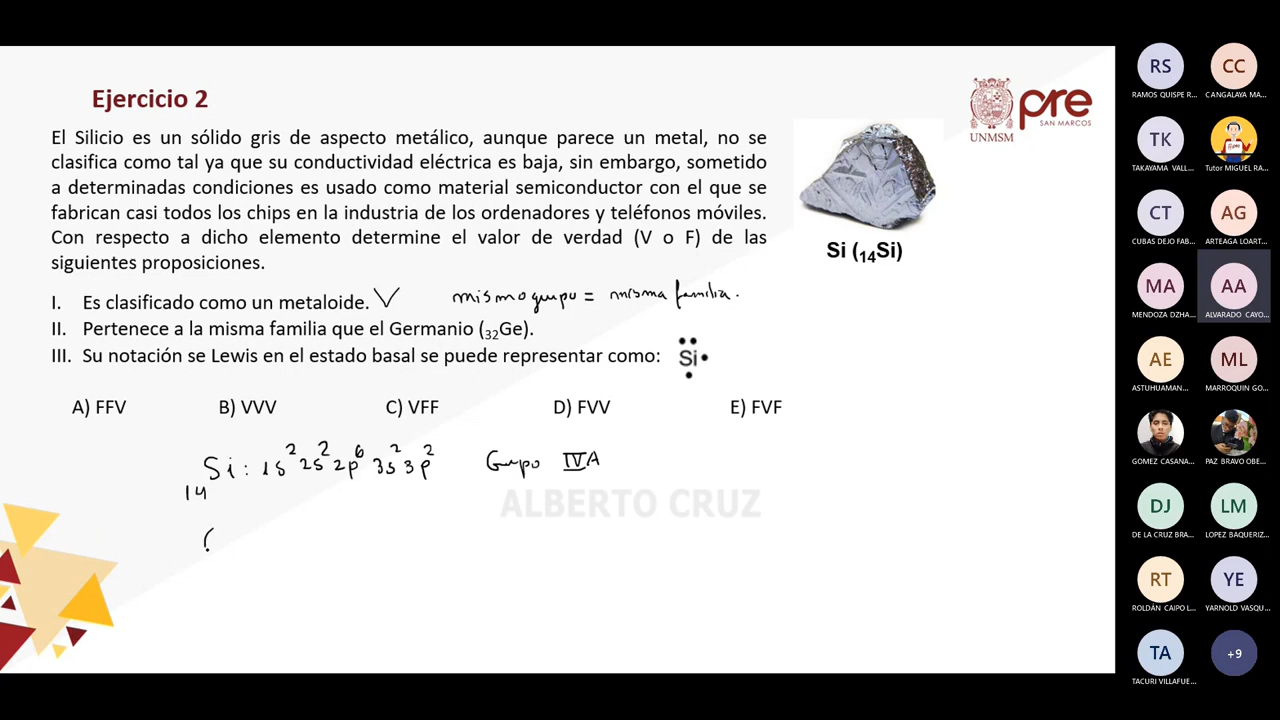 Ejercicio 2
UNMSM
pre
SAN MARCOS
El Silicio es un sólido gris de aspecto metálico, aunque parece un metal, no se
clasifica como tal ya que su conductividad eléctrica es baja, sin embargo, sometido
a determinadas condiciones es usado como material semiconductor con el que se
fabrican casi todos los chips en la industria de los ordenadores y teléfonos móviles.
Con respecto a dicho elemento determine el valor de verdad (V o F) de las
siguientes proposiciones.
Si (₁₄Si)
I. Es clasificado como un metaloide. V mismo grupo = misma familia.
II. Pertenece a la misma familia que el Germanio (₃₂Ge).
III. Su notación se Lewis en el estado basal se puede representar como: Si
A) FFV B) VVV C) VFF D) FVV E) FVF
₁₄Si: 1s² 2s² 2p⁶ 3s² 3p² Grupo IVA
(
ALBERTO CRUZ
RS CC
RAMOS QUISPE R... CANGALAYA MA...
TK
TAKAYAMA VALL... Tutor MIGUEL RA...
CT AG
CUBAS DEJO FAB... ARTEAGA LOART...
MA AA
MENDOZA DZHA... ALVARADO CAYO...
AE ML
ASTUHUAMAN... MARROQUIN GO...
GOMEZ CASANA... PAZ BRAVO OBE...
DJ LM
DE LA CRUZ BRA... LOPEZ BAQUERIZ...
RT YE
ROLDÁN CAIPO L... YARNOLD VASQU...
TA +9
TACURI VILLAFUE...